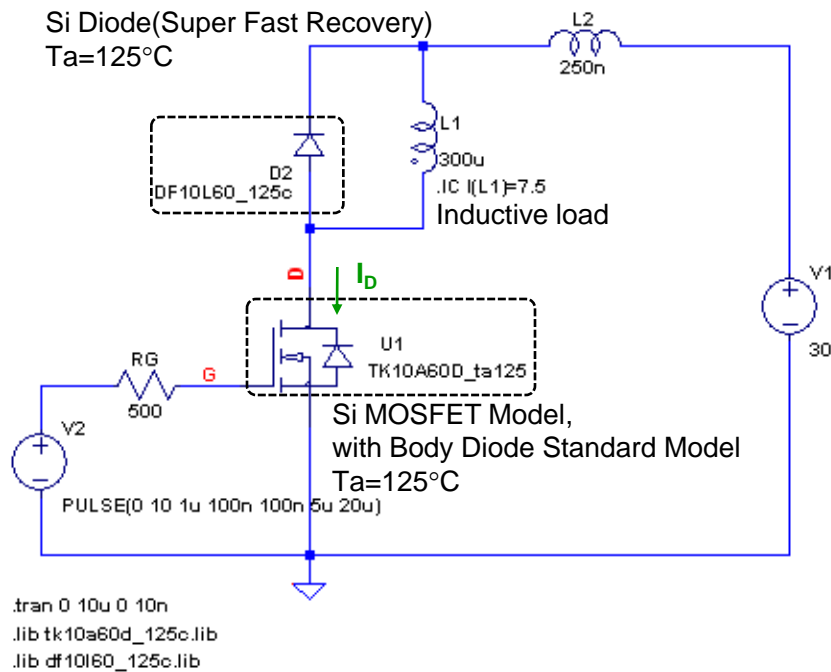 Si Diode(Super Fast Recovery)
Ta=125°C
L2
250n
D2
DF10L60_125c
L1
300u
.IC I(L1)=7.5
Inductive load
D
I_D
V1
30
U1
TK10A60D_ta125
RG
500
G
Si MOSFET Model,
with Body Diode Standard Model
Ta=125°C
V2
PULSE(0 10 1u 100n 100n 5u 20u)
.tran 0 10u 0 10n
.lib tk10a60d_125c.lib
.lib df10l60_125c.lib